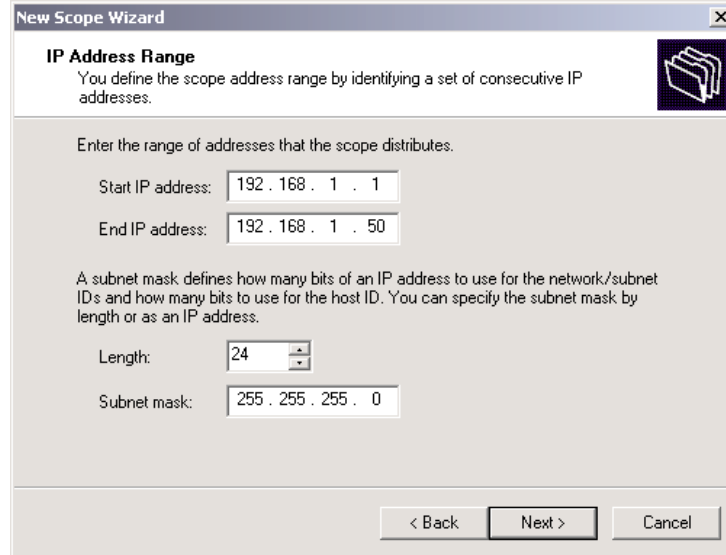 New Scope Wizard
IP Address Range
You define the scope address range by identifying a set of consecutive IP
addresses.
Enter the range of addresses that the scope distributes.
Start IP address: 192 . 168 . 1 . 1
End IP address: 192 . 168 . 1 . 50
A subnet mask defines how many bits of an IP address to use for the network/subnet
IDs and how many bits to use for the host ID. You can specify the subnet mask by
length or as an IP address.
Length: 24
Subnet mask: 255 . 255 . 255 . 0
< Back Next > Cancel